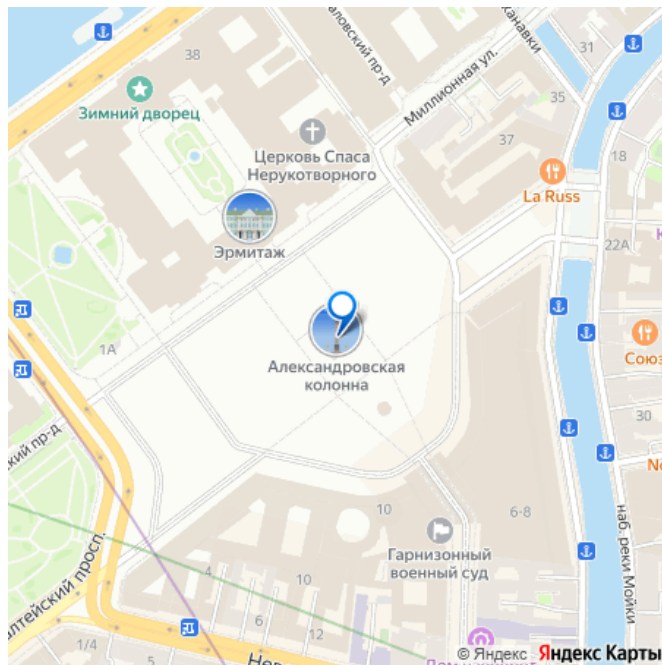 38
Зимний дворец
Миллионная ул.
31
35
37
18
Церковь Спаса
Нерукотворного
La Russ
Эрмитаж
22А
1А
Александровская
колонна
Союз
30
10
6-8
Гарнизонный
военный суд
наб. реки Мойки
4
10
6
12
1/4
© Яндекс Яндекс Карты